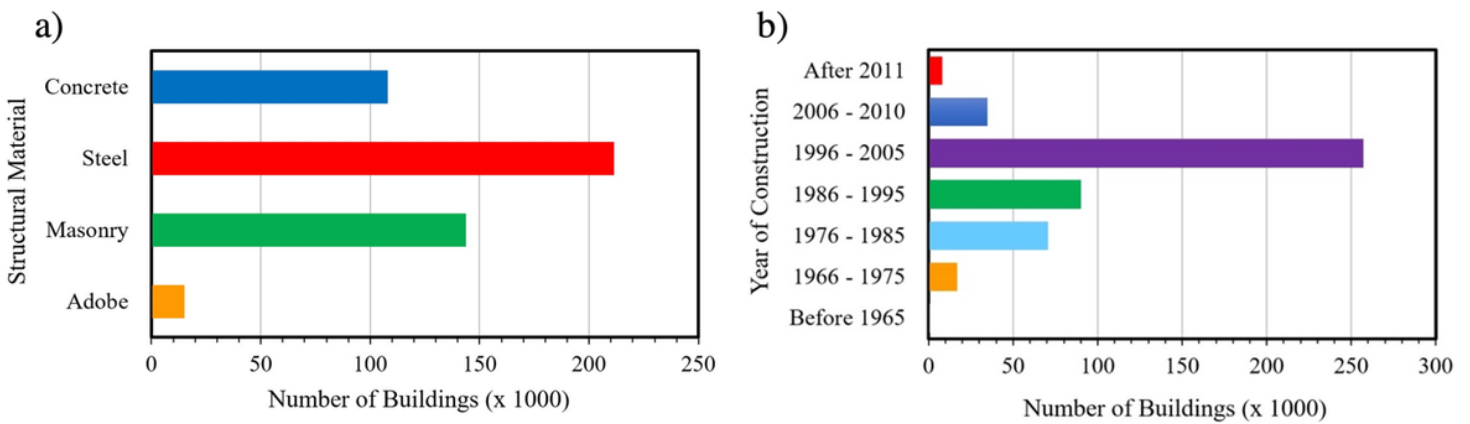 a)
Structural Material
Concrete
Steel
Masonry
Adobe
0 50 100 150 200 250
Number of Buildings (x 1000)
b)
Year of Construction
After 2011
2006 - 2010
1996 - 2005
1986 - 1995
1976 - 1985
1966 - 1975
Before 1965
0 50 100 150 200 250 300
Number of Buildings (x 1000)